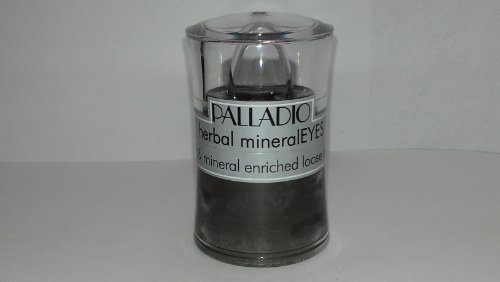 PALLADIO
herbal mineralEYES
& mineral enriched loose